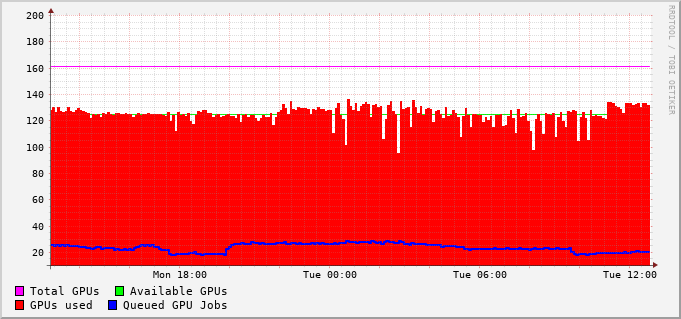 200
180
160
140
120
100
80
60
40
20
Mon 18:00 Tue 00:00 Tue 06:00 Tue 12:00
Total GPUs Available GPUs
GPUs used Queued GPU Jobs
RRDTOOL / TOBI OETIKER